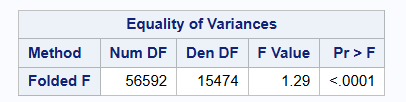 Equality of Variances
Method Num DF Den DF F Value Pr > F
Folded F 56592 15474 1.29 <.0001